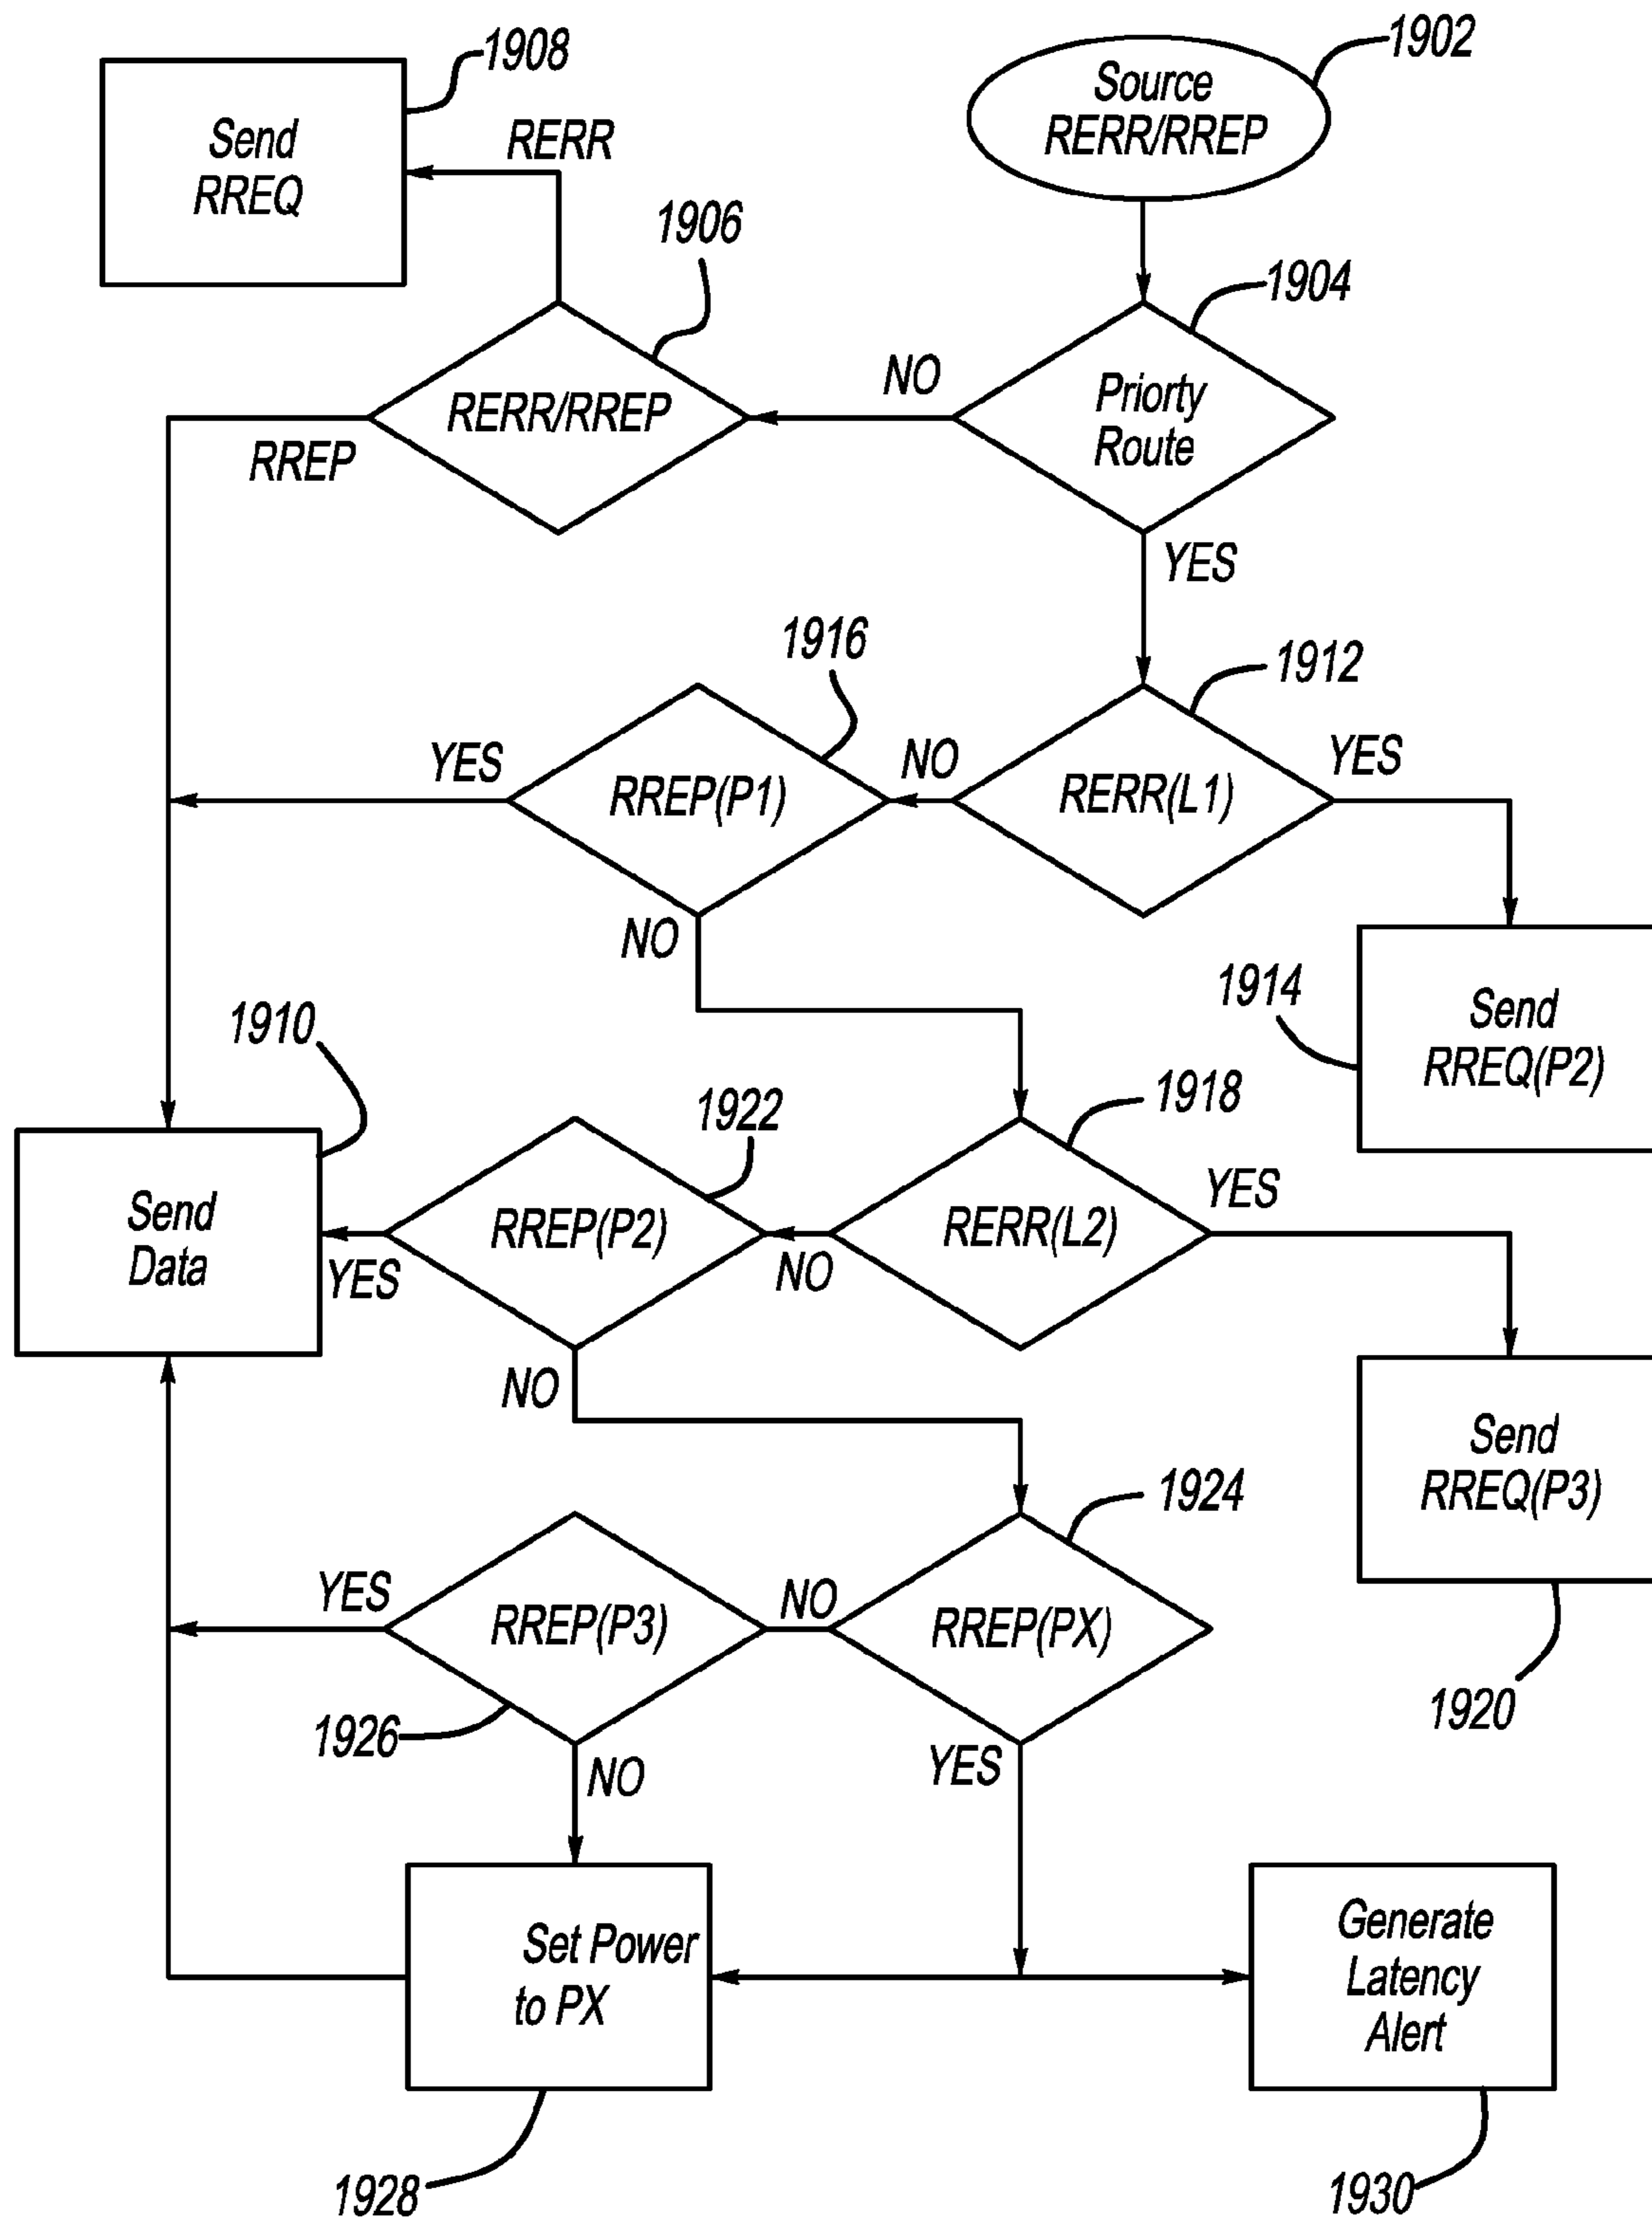 1908
1902
Send
RREQ
RERR
Source
RERR/RREP
1906
1904
NO
RERR/RREP
Priorty
Route
RREP
YES
1916
1912
YES
NO
YES
RREP(P1)
RERR(L1)
NO
1914
Send
RREQ(P2)
1910
1922
1918
YES
Send
Data
RREP(P2)
RERR(L2)
YES
NO
NO
Send
RREQ(P3)
1924
YES
NO
RREP(P3)
RREP(PX)
1920
1926
NO
YES
Set Power
to PX
Generate
Latency
Alert
1928
1930